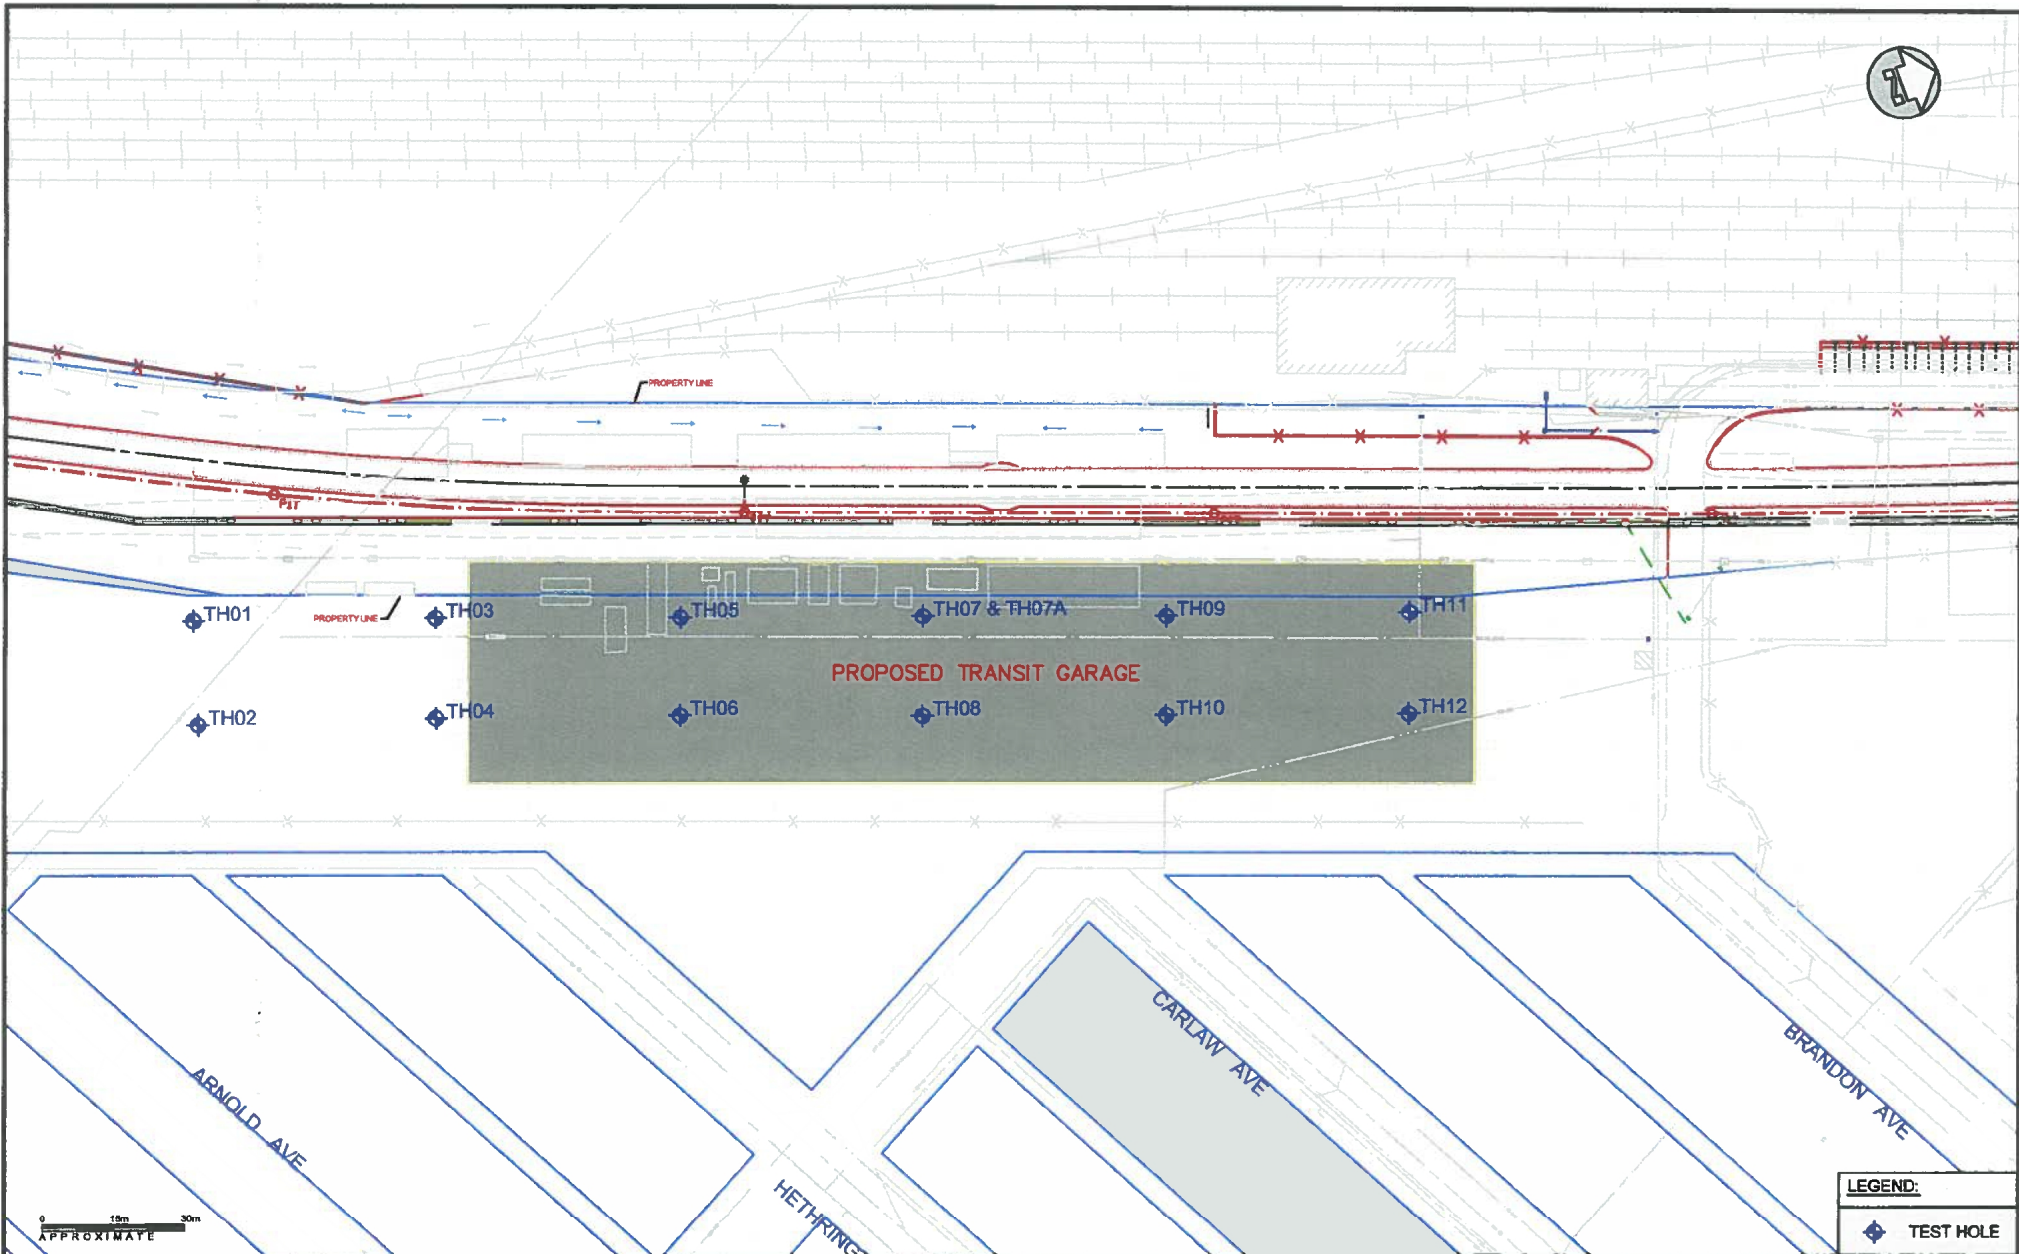 PROPERTY LINE
PIT
TH01
PROPERTY LINE
TH03
TH05
TH07 & TH07A
TH09
TH11
PROPOSED TRANSIT GARAGE
TH02
TH04
TH06
TH08
TH10
TH12
CARLAW AVE
BRANDON AVE
ARNOLD AVE
HETHRING
0 15m 30m
APPROXIMATE
LEGEND:
TEST HOLE